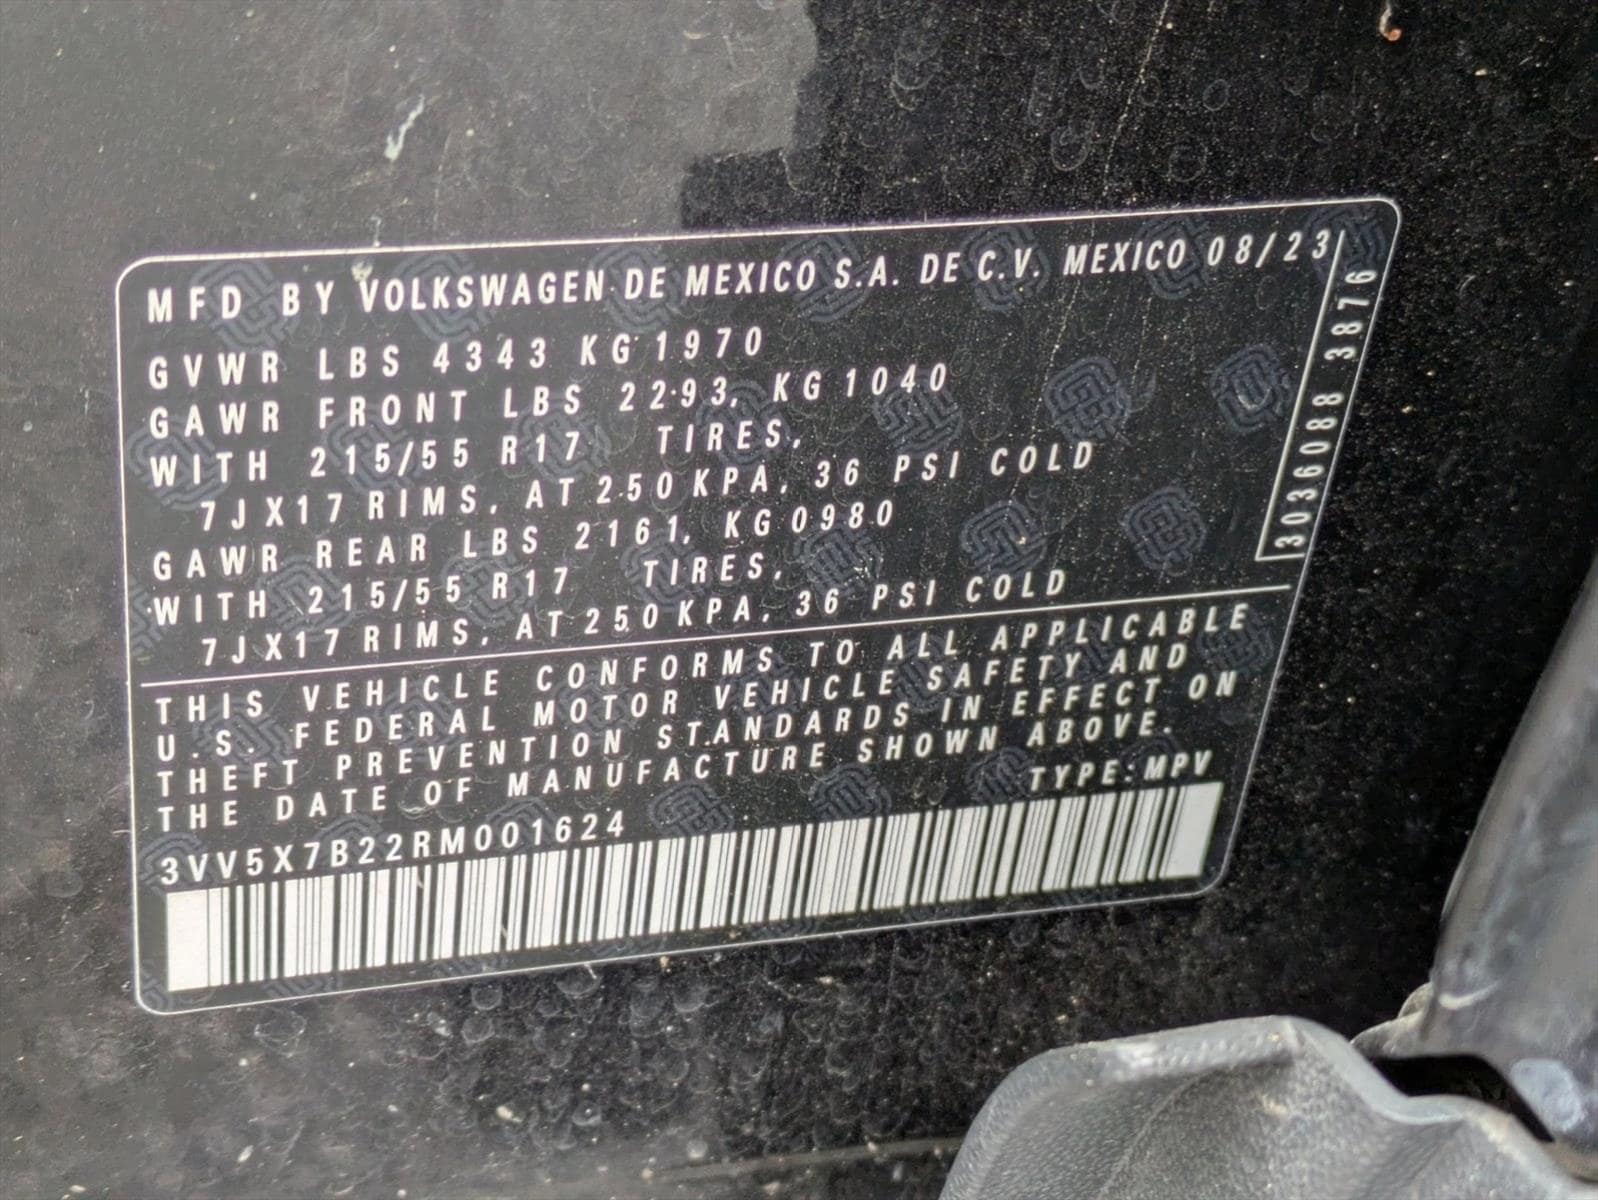 MFD BY VOLKSWAGEN DE MEXICO S.A. DE C.V. MEXICO 08/23
GVWR LBS 4343 KG 1970
GAWR FRONT LBS 2293, KG 1040
WITH 215/55 R17 TIRES,
7JX17 RIMS, AT 250 KPA, 36 PSI COLD
GAWR REAR LBS 2161, KG 0980
WITH 215/55 R17 TIRES,
7JX17 RIMS, AT 250 KPA, 36 PSI COLD
3036088 3876
THIS VEHICLE CONFORMS TO ALL APPLICABLE
U.S. FEDERAL MOTOR VEHICLE SAFETY AND
THEFT PREVENTION STANDARDS IN EFFECT ON
THE DATE OF MANUFACTURE SHOWN ABOVE.
3VV5X7B22RM001624 TYPE: MPV